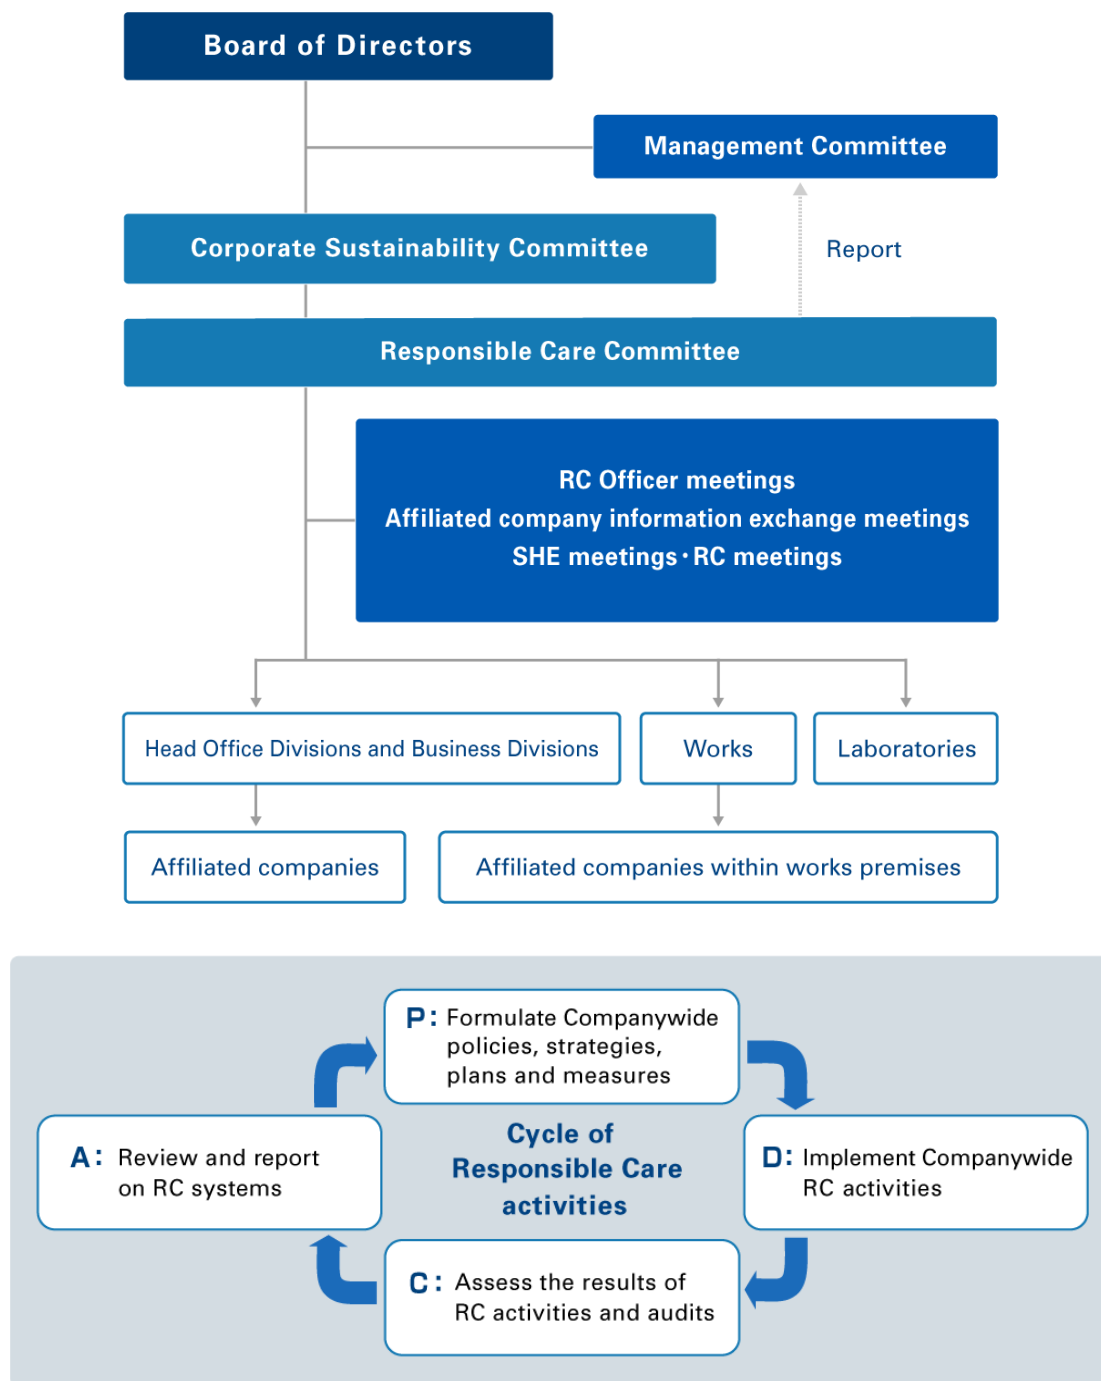 Board of Directors
Management Committee
Corporate Sustainability Committee
Report
Responsible Care Committee
RC Officer meetings
Affiliated company information exchange meetings
SHE meetings・RC meetings
Head Office Divisions and Business Divisions
Works
Laboratories
Affiliated companies
Affiliated companies within works premises
P: Formulate Companywide
policies, strategies,
plans and measures
Cycle of
Responsible Care
activities
A: Review and report
on RC systems
D: Implement Companywide
RC activities
C: Assess the results of
RC activities and audits